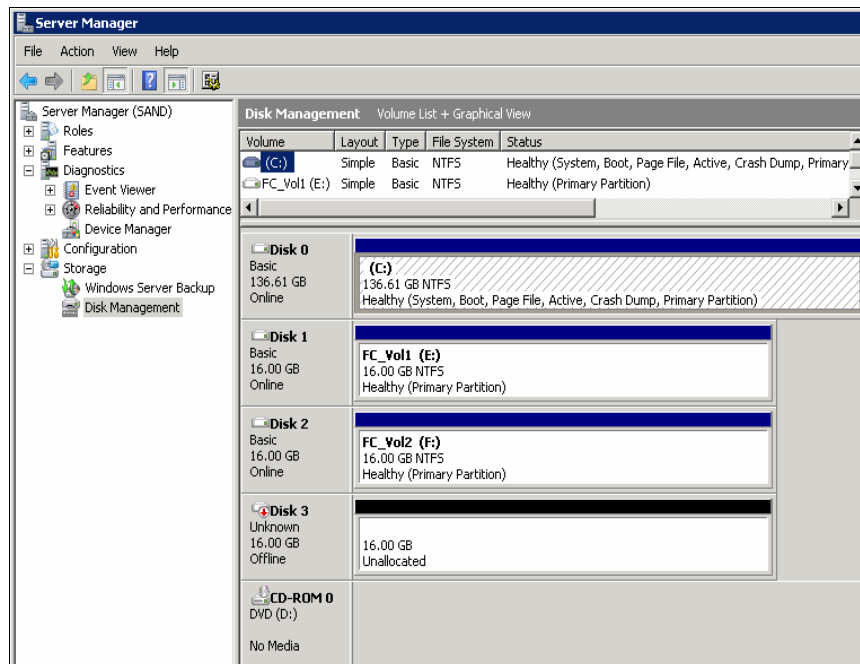 Server Manager
File Action View Help
Server Manager (SAND)
Roles
Features
Diagnostics
Event Viewer
Reliability and Performance
Device Manager
Configuration
Storage
Windows Server Backup
Disk Management
Disk Management Volume List + Graphical View
Volume Layout Type File System Status
(C:) Simple Basic NTFS Healthy (System, Boot, Page File, Active, Crash Dump, Primary
FC_Vol1 (E:) Simple Basic NTFS Healthy (Primary Partition)
Disk 0
Basic
136.61 GB
Online
(C:)
136.61 GB NTFS
Healthy (System, Boot, Page File, Active, Crash Dump, Primary Partition)
Disk 1
Basic
16.00 GB
Online
FC_Vol1 (E:)
16.00 GB NTFS
Healthy (Primary Partition)
Disk 2
Basic
16.00 GB
Online
FC_Vol2 (F:)
16.00 GB NTFS
Healthy (Primary Partition)
Disk 3
Unknown
16.00 GB
Offline
16.00 GB
Unallocated
CD-ROM 0
DVD (D:)
No Media